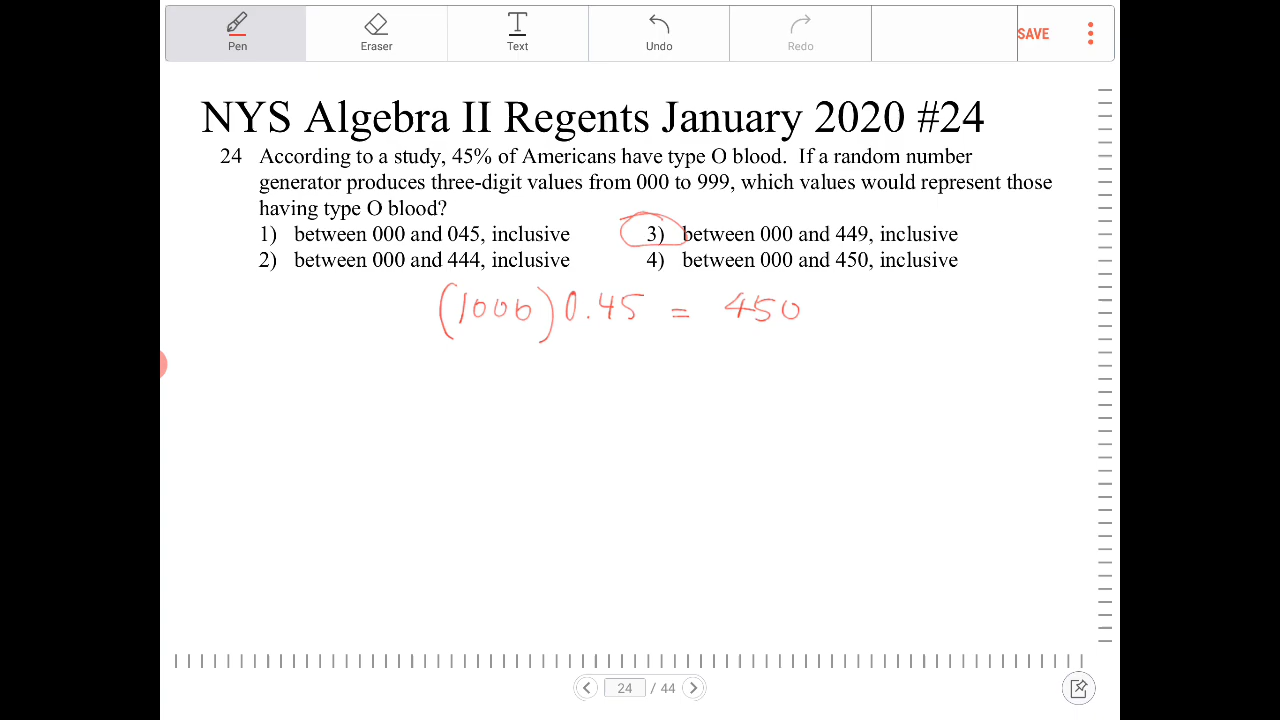 Pen Eraser Text Undo Redo SAVE
NYS Algebra II Regents January 2020 #24
24 According to a study, 45% of Americans have type O blood. If a random number
generator produces three-digit values from 000 to 999, which values would represent those
having type O blood?
1) between 000 and 045, inclusive 3) between 000 and 449, inclusive
2) between 000 and 444, inclusive 4) between 000 and 450, inclusive
(1000) 0.45 = 450
24 / 44